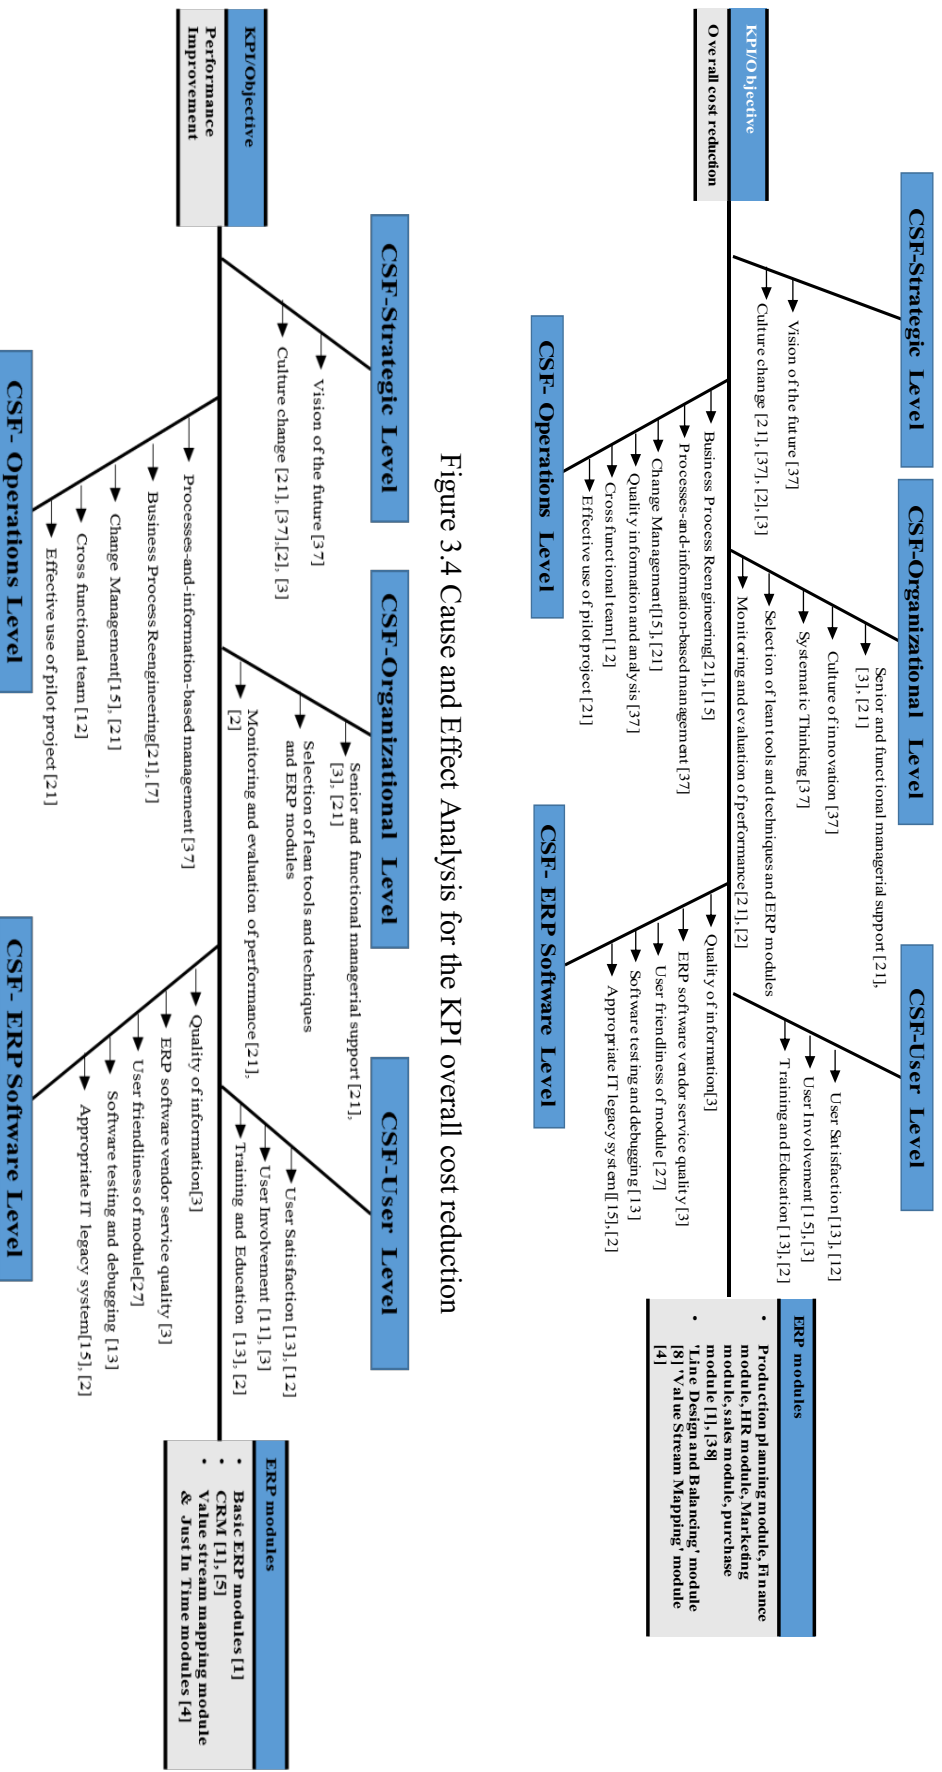 CSF-Strategic Level
CSF-Organizational Level
CSF-User Level
KPI/Objective
Overall cost reduction
Vision of the future [37]
Culture change [21], [37], [2], [3]
Senior and functional managerial support [21],
[3], [21]
Culture of innovation [37]
Systematic Thinking [37]
Selection of lean tools and techniques and ERP modules
Monitoring and evaluation of performance[21], [2]
User Satisfaction [13], [12]
User Involvement [15], [3]
Training and Education [13], [2]
ERP modules
• Production planning module, Finance
module, HR module, Marketing
module, sales module, purchase
module [1], [38]
• 'Line Design and Balancing' module
[8] 'Value Stream Mapping' module
[4]
Business Process Reengineering[21], [15]
Processes-and-information-based management [37]
Change Management[15], [21]
Quality information and analysis [37]
Cross functional team [12]
Effective use of pilot project [21]
Quality of information[3]
ERP software vendor service quality [3]
User friendliness of module [27]
Software testing and debugging [13]
Appropriate IT legacy system[[15], [2]
CSF- Operations Level
CSF- ERP Software Level
Figure 3.4 Cause and Effect Analysis for the KPI overall cost reduction
CSF-Strategic Level
CSF-Organizational Level
CSF-User Level
KPI/Objective
Performance
Improvement
Vision of the future [37]
Culture change [21], [37],[2], [3]
Senior and functional managerial support [21],
[3], [21]
Selection of lean tools and techniques
and ERP modules
Monitoring and evaluation of performance [21],
[2]
User Satisfaction [13], [12]
User Involvement [11], [3]
Training and Education [13], [2]
ERP modules
• Basic ERP modules [1]
• CRM [1], [5]
• Value stream mapping module
& Just In Time modules [4]
Processes-and-information-based management [37]
Business Process Reengineering[21], [7]
Change Management[15], [21]
Cross functional team [12]
Effective use of pilot project [21]
Quality of information[3]
ERP software vendor service quality [3]
User friendliness of module[27]
Software testing and debugging [13]
Appropriate IT legacy system[15], [2]
CSF- Operations Level
CSF- ERP Software Level